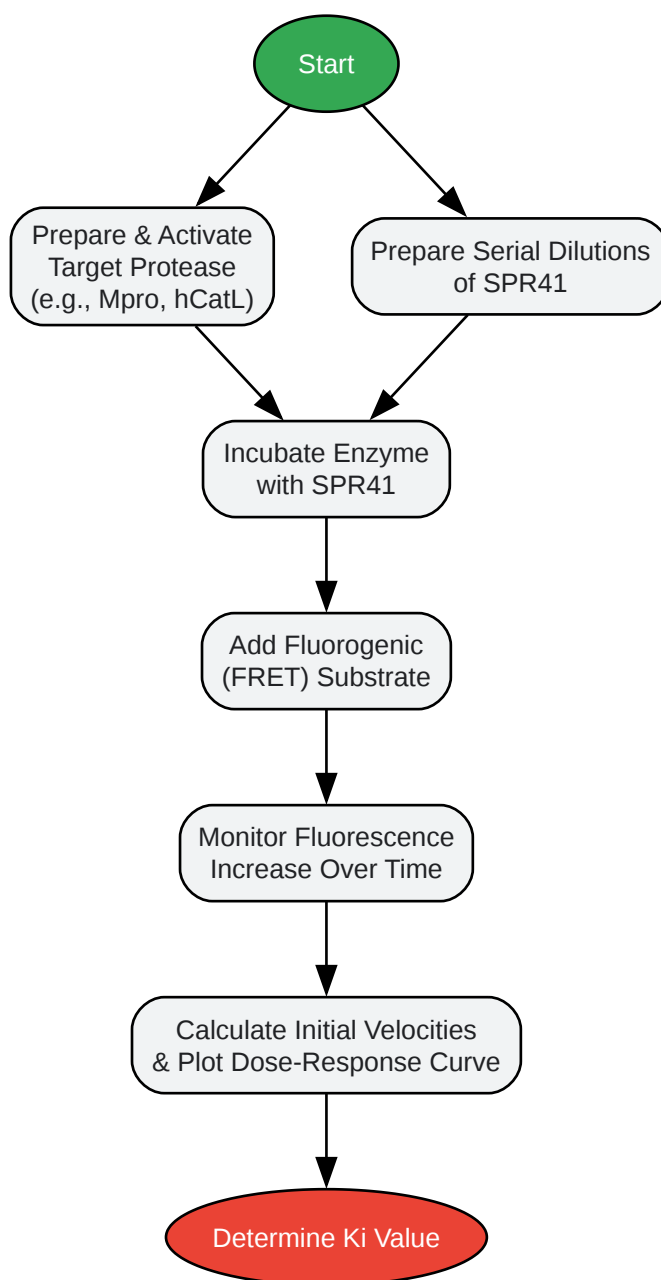 Start
Prepare & Activate
Target Protease
(e.g., Mpro, hCatL)
Prepare Serial Dilutions
of SPR41
Incubate Enzyme
with SPR41
Add Fluorogenic
(FRET) Substrate
Monitor Fluorescence
Increase Over Time
Calculate Initial Velocities
& Plot Dose-Response Curve
Determine Ki Value